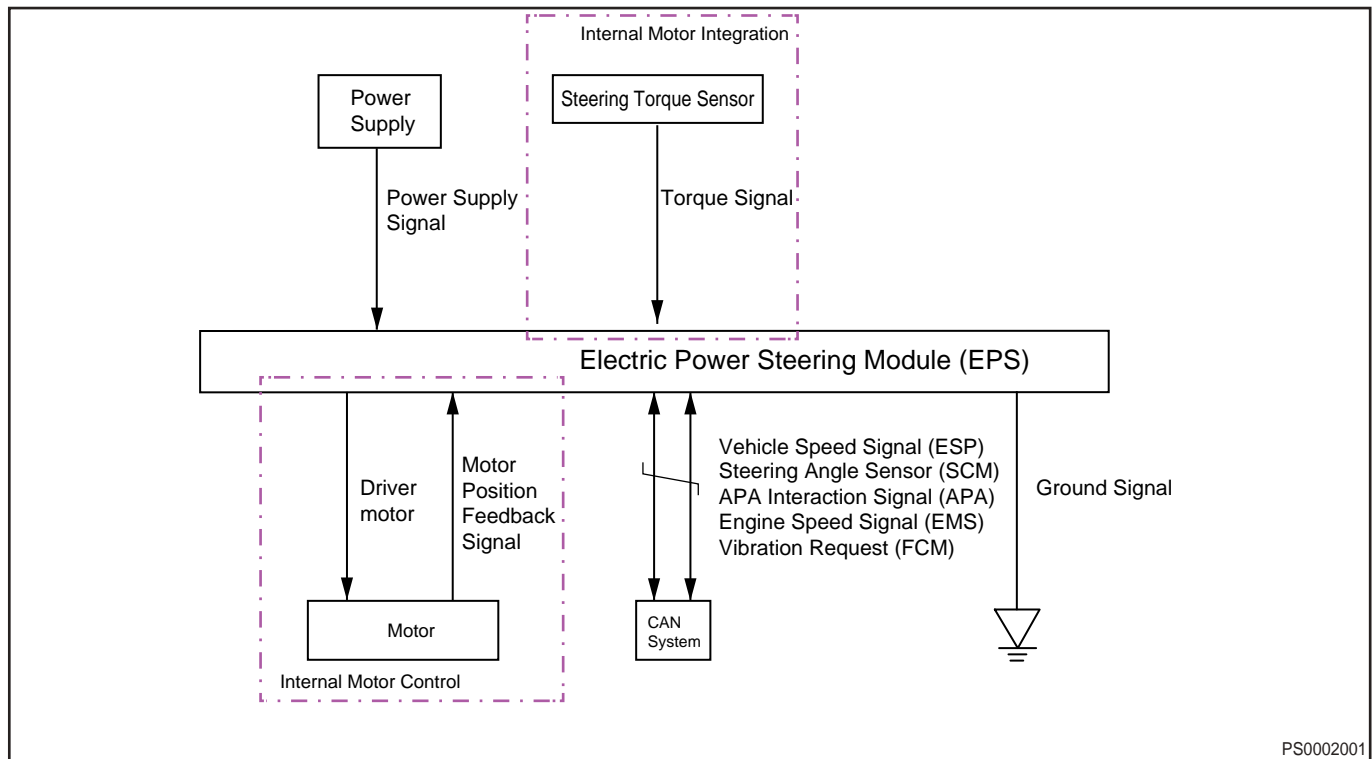 Internal Motor Integration
Power
Supply
Steering Torque Sensor
Power Supply
Signal
Torque Signal
Electric Power Steering Module (EPS)
Driver
motor
Motor
Position
Feedback
Signal
Vehicle Speed Signal (ESP)
Steering Angle Sensor (SCM)
APA Interaction Signal (APA)
Engine Speed Signal (EMS)
Vibration Request (FCM)
Ground Signal
Motor
CAN
System
Internal Motor Control
PS0002001